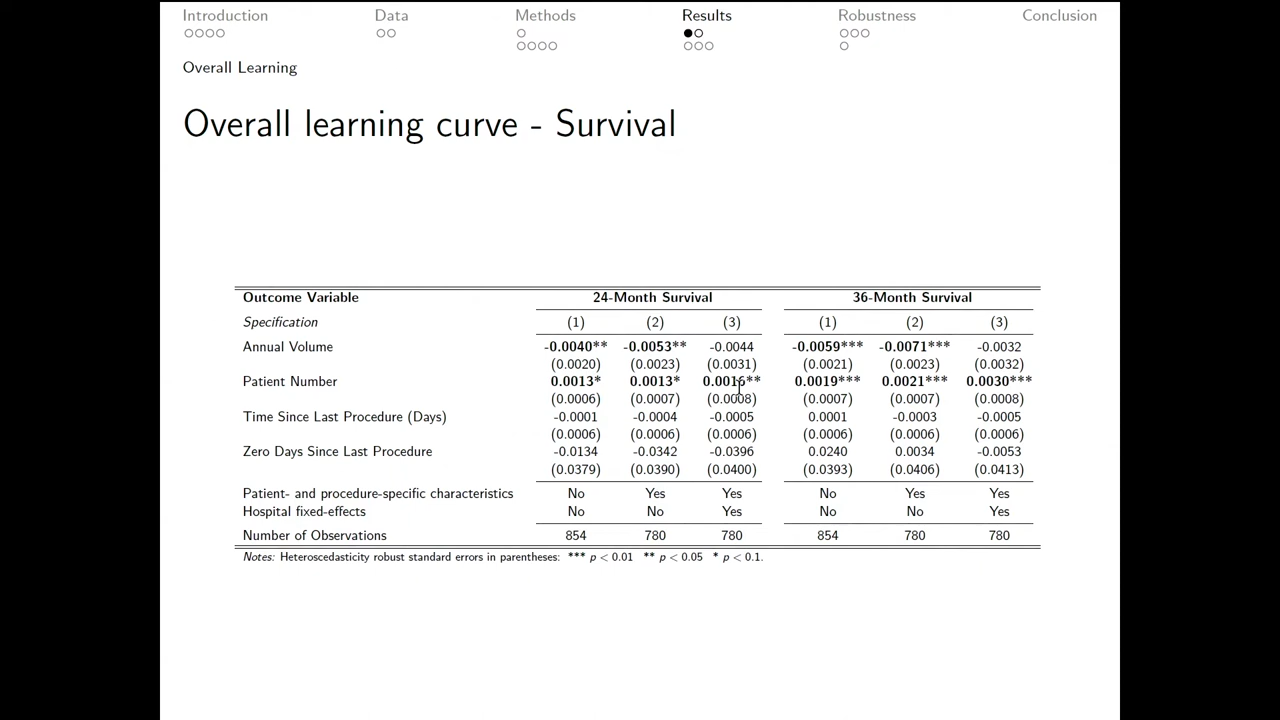 Introduction Data Methods Results Robustness Conclusion
Overall Learning
Overall learning curve - Survival
Outcome Variable 24-Month Survival 36-Month Survival
Specification (1) (2) (3) (1) (2) (3)
Annual Volume -0.0040** -0.0053** -0.0044 -0.0059*** -0.0071*** -0.0032
(0.0020) (0.0023) (0.0031) (0.0021) (0.0023) (0.0032)
Patient Number 0.0013* 0.0013* 0.0016** 0.0019*** 0.0021*** 0.0030***
(0.0006) (0.0007) (0.0008) (0.0007) (0.0007) (0.0008)
Time Since Last Procedure (Days) -0.0001 -0.0004 -0.0005 0.0001 -0.0003 -0.0005
(0.0006) (0.0006) (0.0006) (0.0006) (0.0006) (0.0006)
Zero Days Since Last Procedure -0.0134 -0.0342 -0.0396 0.0240 0.0034 -0.0053
(0.0379) (0.0390) (0.0400) (0.0393) (0.0406) (0.0413)
Patient- and procedure-specific characteristics No Yes Yes No Yes Yes
Hospital fixed-effects No No Yes No No Yes
Number of Observations 854 780 780 854 780 780
Notes: Heteroscedasticity robust standard errors in parentheses: *** p < 0.01 ** p < 0.05 * p < 0.1.